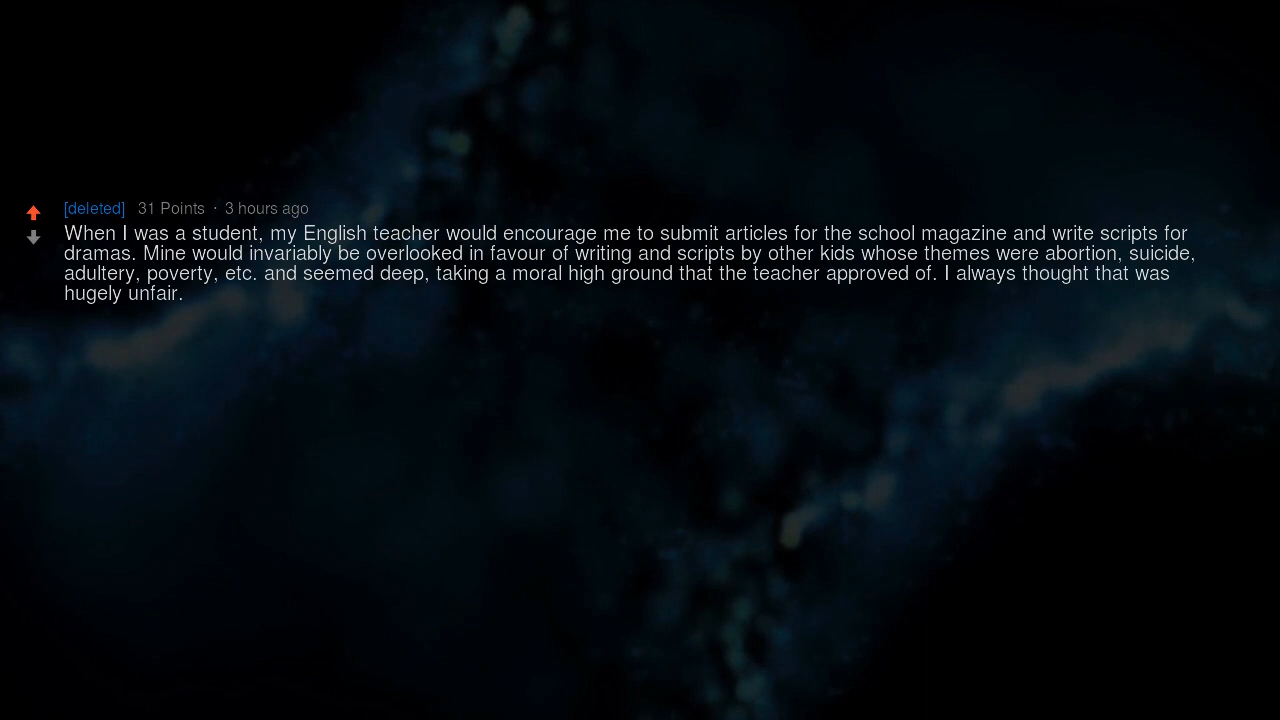 [deleted] 31 Points · 3 hours ago
When I was a student, my English teacher would encourage me to submit articles for the school magazine and write scripts for
dramas. Mine would invariably be overlooked in favour of writing and scripts by other kids whose themes were abortion, suicide,
adultery, poverty, etc. and seemed deep, taking a moral high ground that the teacher approved of. I always thought that was
hugely unfair.